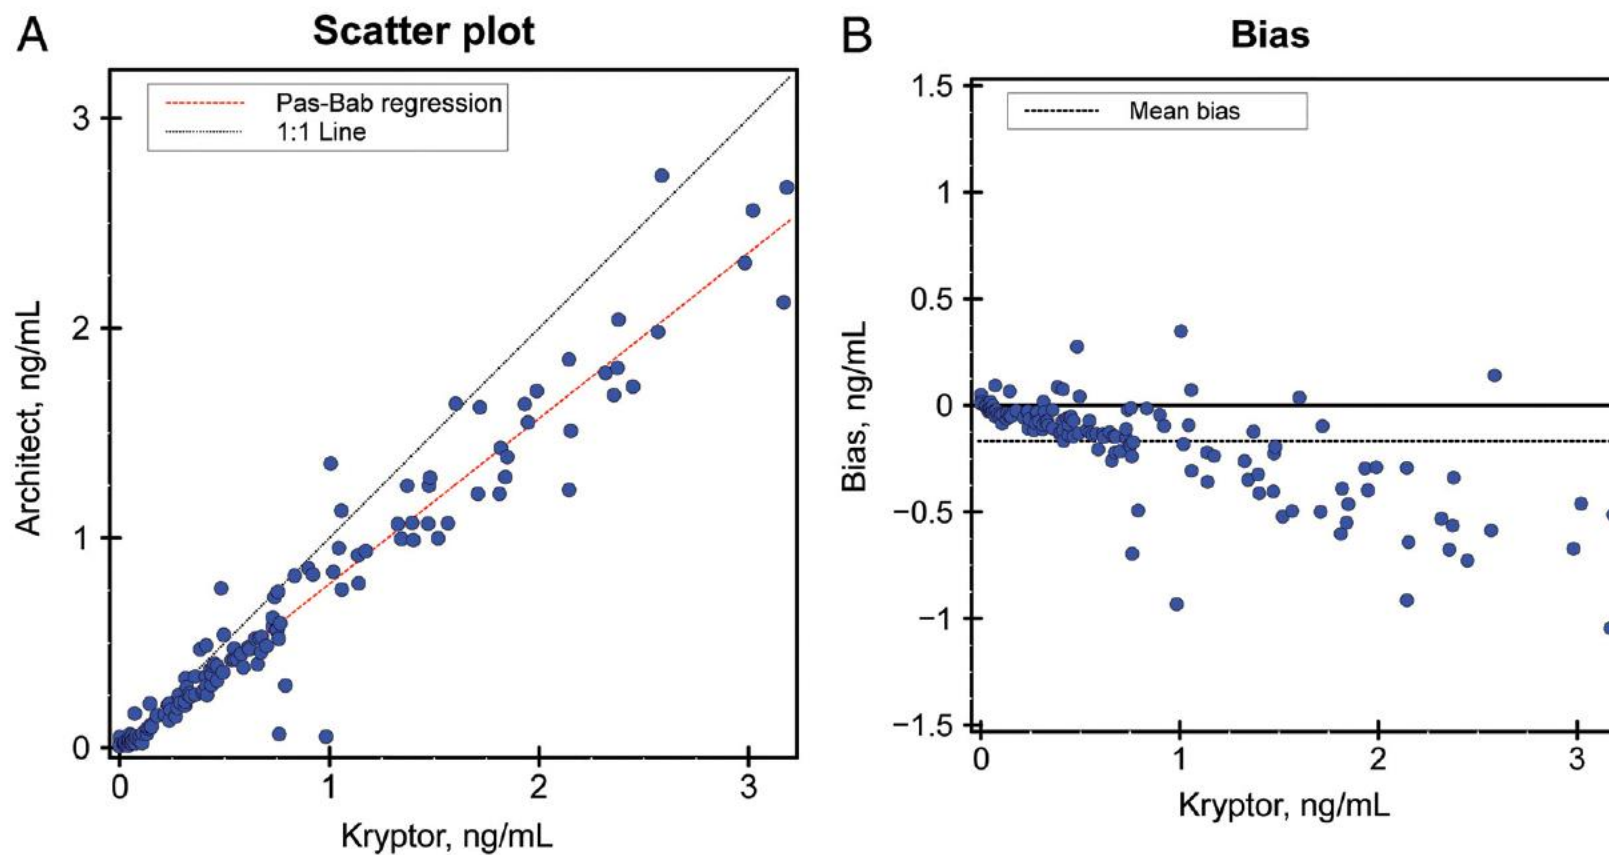 A
Scatter plot
Pas-Bab regression
1:1 Line
3
2
1
0
0
1
2
3
Architect, ng/mL
Kryptor, ng/mL
B
Bias
Mean bias
1.5
1
0.5
0
−0.5
−1
−1.5
0
1
2
3
Bias, ng/mL
Kryptor, ng/mL